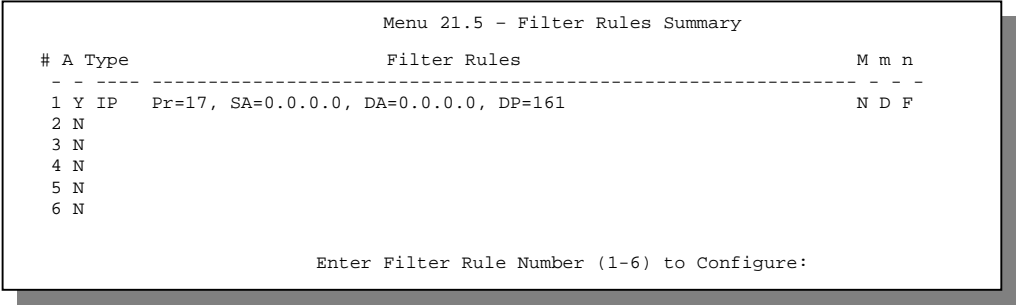 Menu 21.5 – Filter Rules Summary
# A Type Filter Rules M m n
- - ---- --------------------------------------------------------------------- - - -
1 Y IP Pr=17, SA=0.0.0.0, DA=0.0.0.0, DP=161 N D F
2 N
3 N
4 N
5 N
6 N
Enter Filter Rule Number (1-6) to Configure: